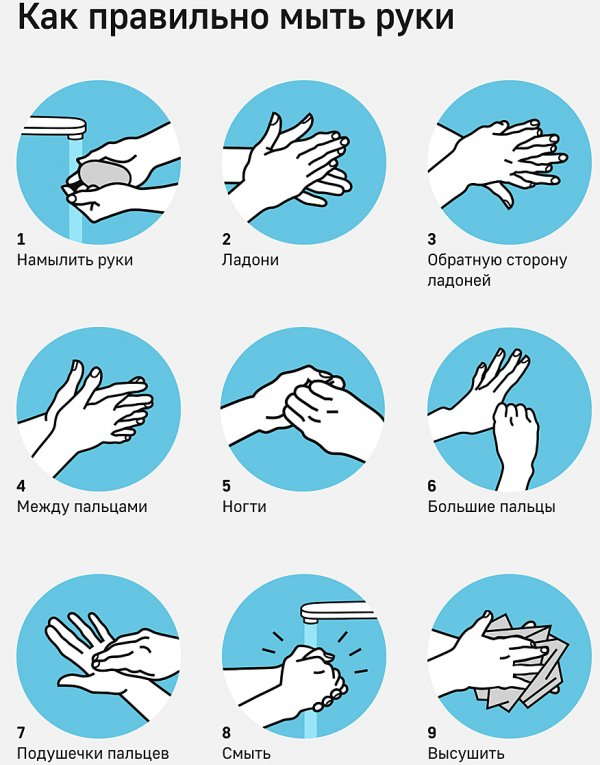 Как правильно мыть руки
1
Намылить руки
2
Ладони
3
Обратную сторону
ладоней
4
Между пальцами
5
Ногти
6
Большие пальцы
7
Подушечки пальцев
8
Смыть
9
Высушить